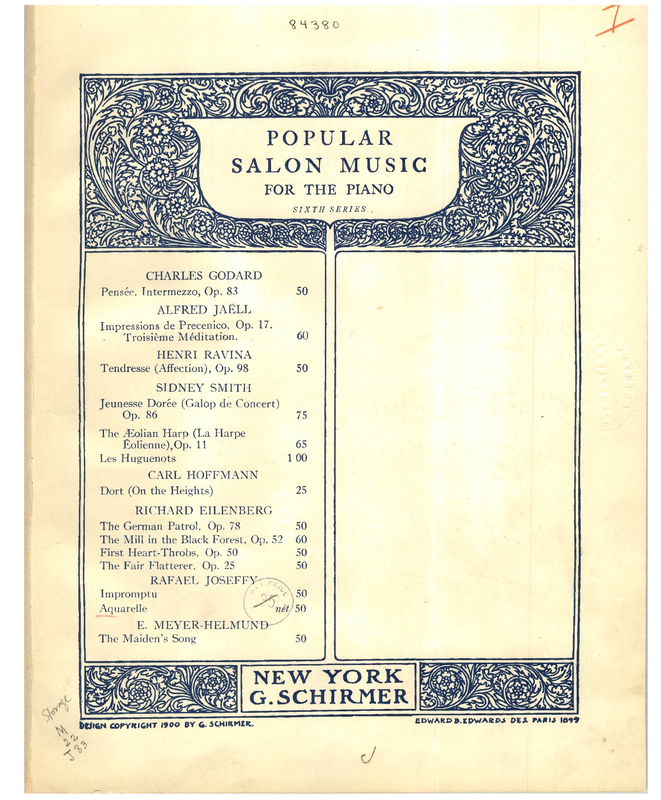 84380
POPULAR
SALON MUSIC
FOR THE PIANO
SIXTH SERIES
CHARLES GODARD
Pensée. Intermezzo, Op. 83 50
ALFRED JAËLL
Impressions de Precenico, Op. 17.
Troisième Méditation. 60
HENRI RAVINA
Tendresse (Affection), Op. 98 50
SIDNEY SMITH
Jeunesse Dorée (Galop de Concert)
Op. 86 75
The Æolian Harp (La Harpe
Éolienne), Op. 11 65
Les Huguenots 1 00
CARL HOFFMANN
Dort (On the Heights) 25
RICHARD EILENBERG
The German Patrol, Op. 78 50
The Mill in the Black Forest, Op. 52 60
First Heart-Throbs, Op. 50 50
The Fair Flatterer, Op. 25 50
RAFAEL JOSEFFY
Impromptu 50
Aquarelle net 50
E. MEYER-HELMUND
The Maiden's Song 50
NEW YORK
G. SCHIRMER
DESIGN COPYRIGHT 1900 BY G. SCHIRMER.
EDWARD B. EDWARDS DES. PARIS 1899
Storage
M
22
J83